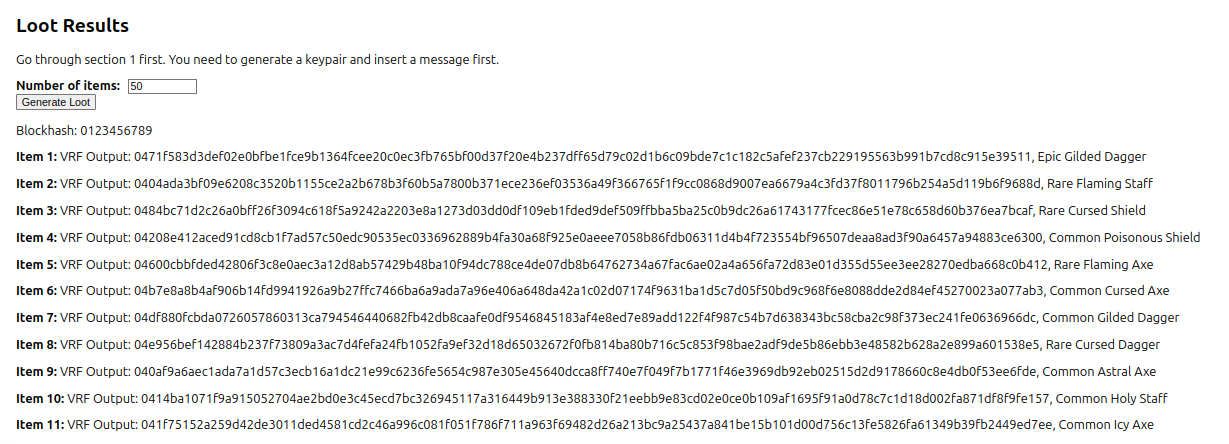 Loot Results
Go through section 1 first. You need to generate a keypair and insert a message first.
Number of items: 50
Generate Loot
Blockhash: 0123456789
Item 1: VRF Output: 0471f583d3def02e0bfbe1fce9b1364fcee20c0ec3fb765bf00d37f20e4b237dff65d79c02d1b6c09bde7c1c182c5afef237cb229195563b991b7cd8c915e39511, Epic Gilded Dagger
Item 2: VRF Output: 0404ada3bf09e6208c3520b1155ce2a2b678b3f60b5a7800b371ece236ef03536a49f366765f1f9cc0868d9007ea6679a4c3fd37f8011796b254a5d119b6f9688d, Rare Flaming Staff
Item 3: VRF Output: 0484bc71d2c26a0bff26f3094c618f5a9242a2203e8a1273d03dd0df109eb1fded9def509ffbba5ba25c0b9dc26a61743177fcec86e51e78c658d60b376ea7bcaf, Rare Cursed Shield
Item 4: VRF Output: 04208e412aced91cd8cb1f7ad57c50edc90535ec0336962889b4fa30a68f925e0aeee7058b86fdb06311d4b4f723554bf96507deaa8ad3f90a6457a94883ce6300, Common Poisonous Shield
Item 5: VRF Output: 04600cbbfded42806f3c8e0aec3a12d8ab57429b48ba10f94dc788ce4de07db8b64762734a67fac6ae02a4a656fa72d83e01d355d55ee3ee28270edba668c0b412, Rare Flaming Axe
Item 6: VRF Output: 04b7e8a8b4af906b14fd9941926a9b27ffc7466ba6a9ada7a96e406a648da42a1c02d07174f9631ba1d5c7d05f50bd9c968f6e8088dde2d84ef45270023a077ab3, Common Cursed Axe
Item 7: VRF Output: 04df880fcbda0726057860313ca794546440682fb42db8caafe0df9546845183af4e8ed7e89add122f4f987c54b7d638343bc58cba2c98f373ec241fe0636966dc, Common Gilded Dagger
Item 8: VRF Output: 04e956bef142884b237f73809a3ac7d4fefa24fb1052fa9ef32d18d65032672f0fb814ba80b716c5c853f98bae2adf9de5b86ebb3e48582b628a2e899a601538e5, Rare Cursed Dagger
Item 9: VRF Output: 040af9a6aec1ada7a1d57c3ecb16a1dc21e99c6236fe5654c987e305e45640dcca8ff740e7f049f7b1771f46e3969db92eb02515d2d9178660c8e4db0f53ee6fde, Common Astral Axe
Item 10: VRF Output: 0414ba1071f9a915052704ae2bd0e3c45ecd7bc326945117a316449b913e388330f21eebb9e83cd02e0ce0b109af1695f91a0d78c7c1d18d002fa871df8f9fe157, Common Holy Staff
Item 11: VRF Output: 041f75152a259d42de3011ded4581cd2c46a996c081f051f786f711a963f69482d26a213bc9a25437a841be15b101d00d756c13fe5826fa61349b39fb2449ed7ee, Common Icy Axe